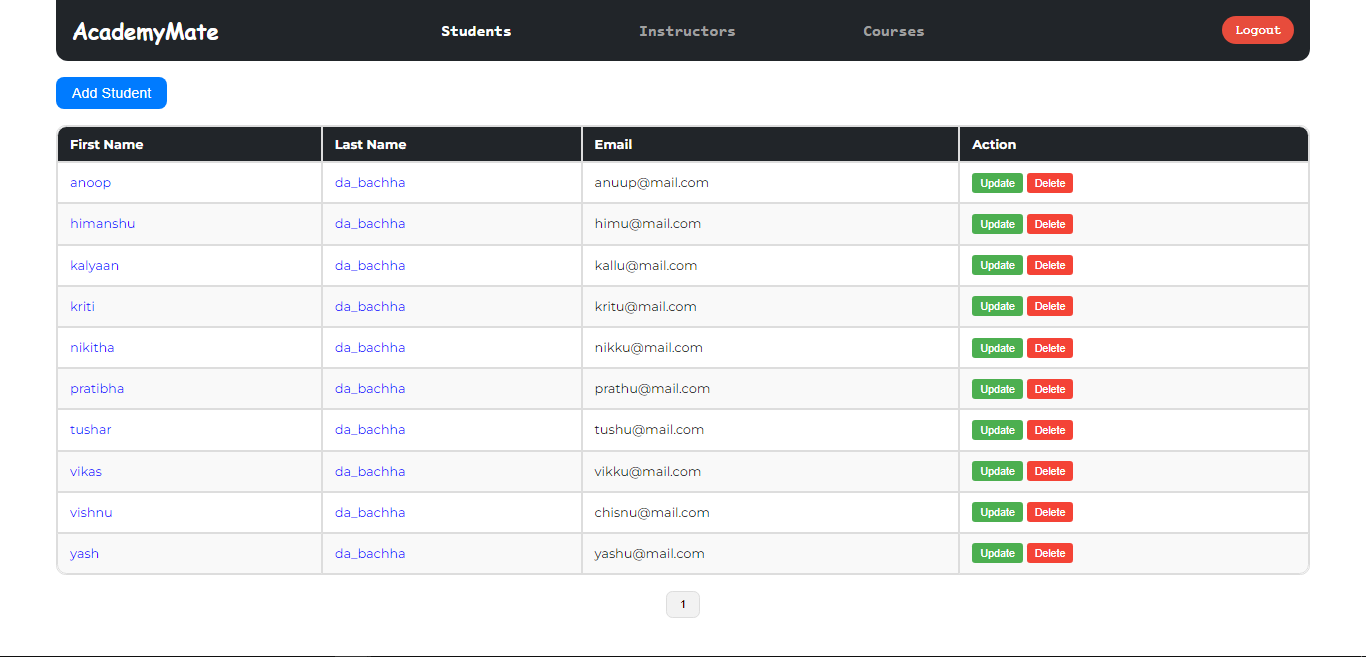 AcademyMate Students Instructors Courses Logout
Add Student
First Name Last Name Email Action
anoop da_bachha anuup@mail.com Update Delete
himanshu da_bachha himu@mail.com Update Delete
kalyaan da_bachha kallu@mail.com Update Delete
kriti da_bachha kritu@mail.com Update Delete
nikitha da_bachha nikku@mail.com Update Delete
pratibha da_bachha prathu@mail.com Update Delete
tushar da_bachha tushu@mail.com Update Delete
vikas da_bachha vikku@mail.com Update Delete
vishnu da_bachha chisnu@mail.com Update Delete
yash da_bachha yashu@mail.com Update Delete
1